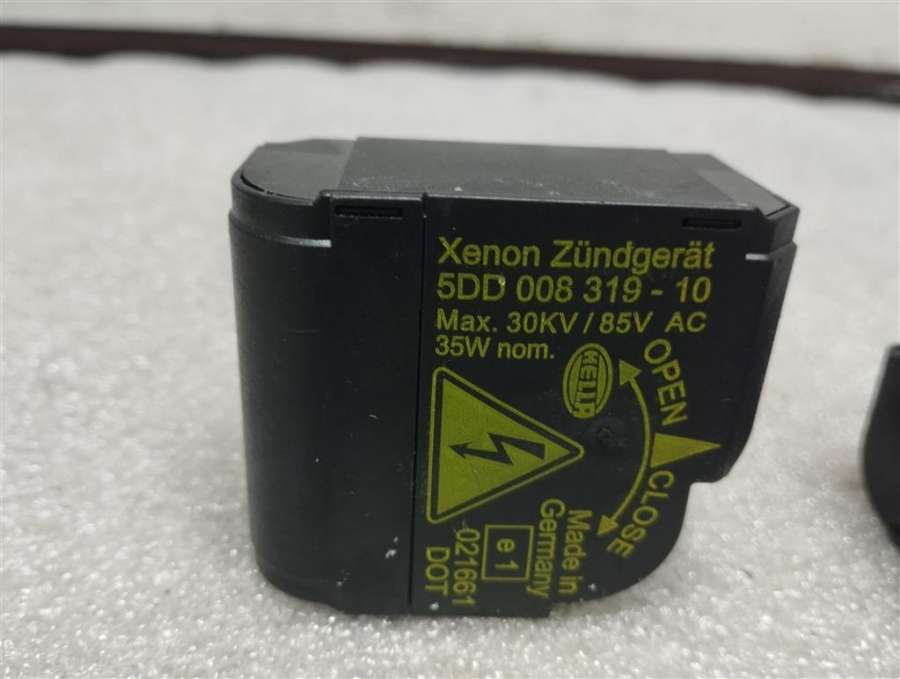 Xenon Zündgerät
5DD 008 319 - 10
Max. 30KV / 85V AC
35W nom.
HELLA
OPEN
CLOSE
Made in
Germany
e1
021661
DOT